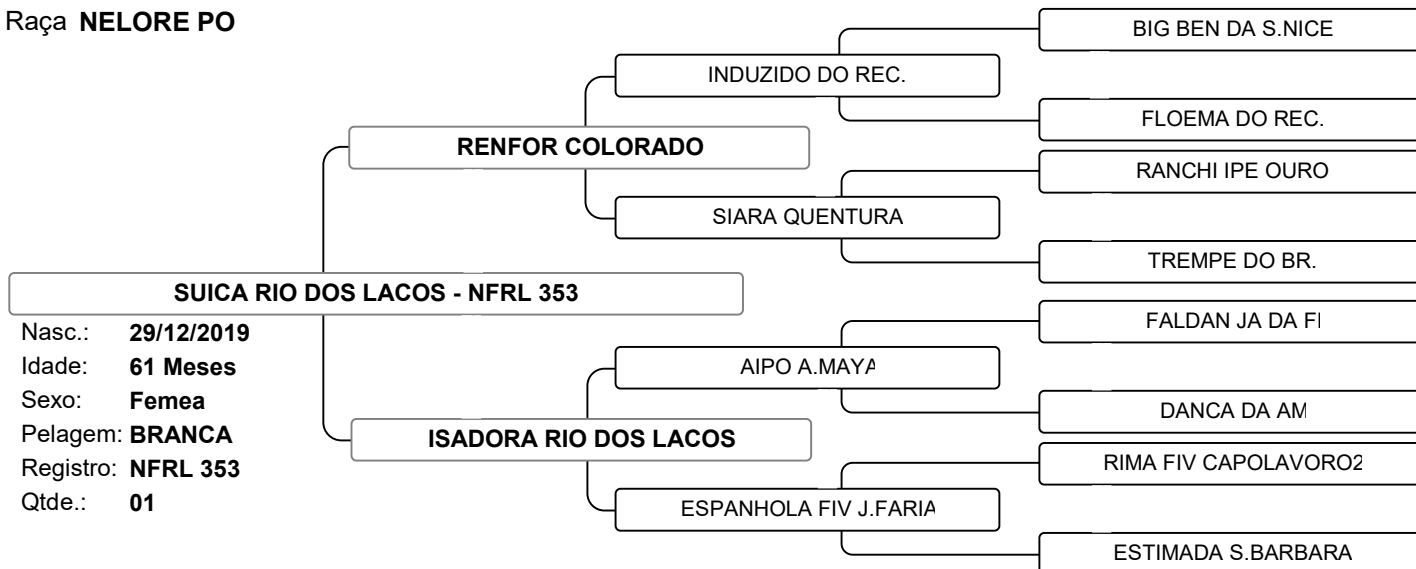 Raça NELORE PO
BIG BEN DA S.NICE
INDUZIDO DO REC.
FLOEMA DO REC.
RENFOR COLORADO
RANCHI IPE OURO
SIARA QUENTURA
TREMPE DO BR.
SUICA RIO DOS LACOS - NFRL 353
Nasc.: 29/12/2019
Idade: 61 Meses
Sexo: Femea
Pelagem: BRANCA
Registro: NFRL 353
Qtde.: 01
FALDAN JA DA FI
AIPO A.MAYA
DANCA DA AM
ISADORA RIO DOS LACOS
RIMA FIV CAPOLAVORO2
ESPANHOLA FIV J.FARIA
ESTIMADA S.BARBARA